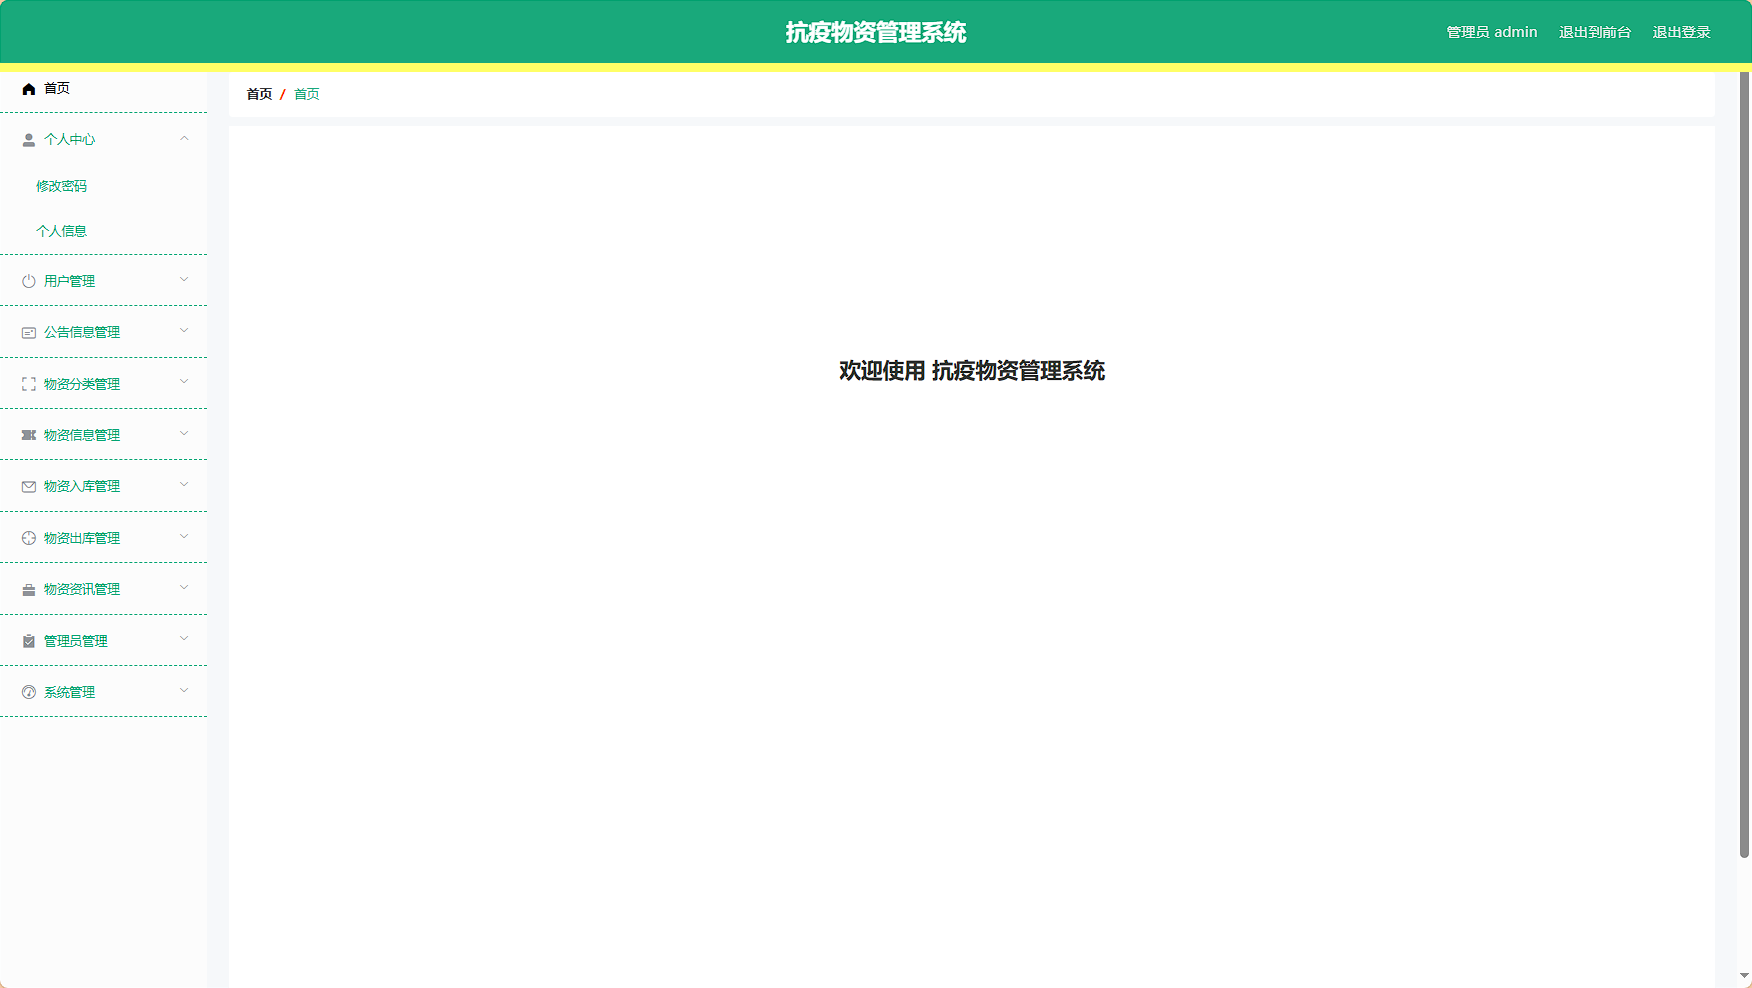 抗疫物资管理系统
管理员 admin 退出到前台 退出登录
首页
个人中心
修改密码
个人信息
用户管理
公告信息管理
物资分类管理
物资信息管理
物资入库管理
物资出库管理
物资资讯管理
管理员管理
系统管理
首页 / 首页
欢迎使用 抗疫物资管理系统